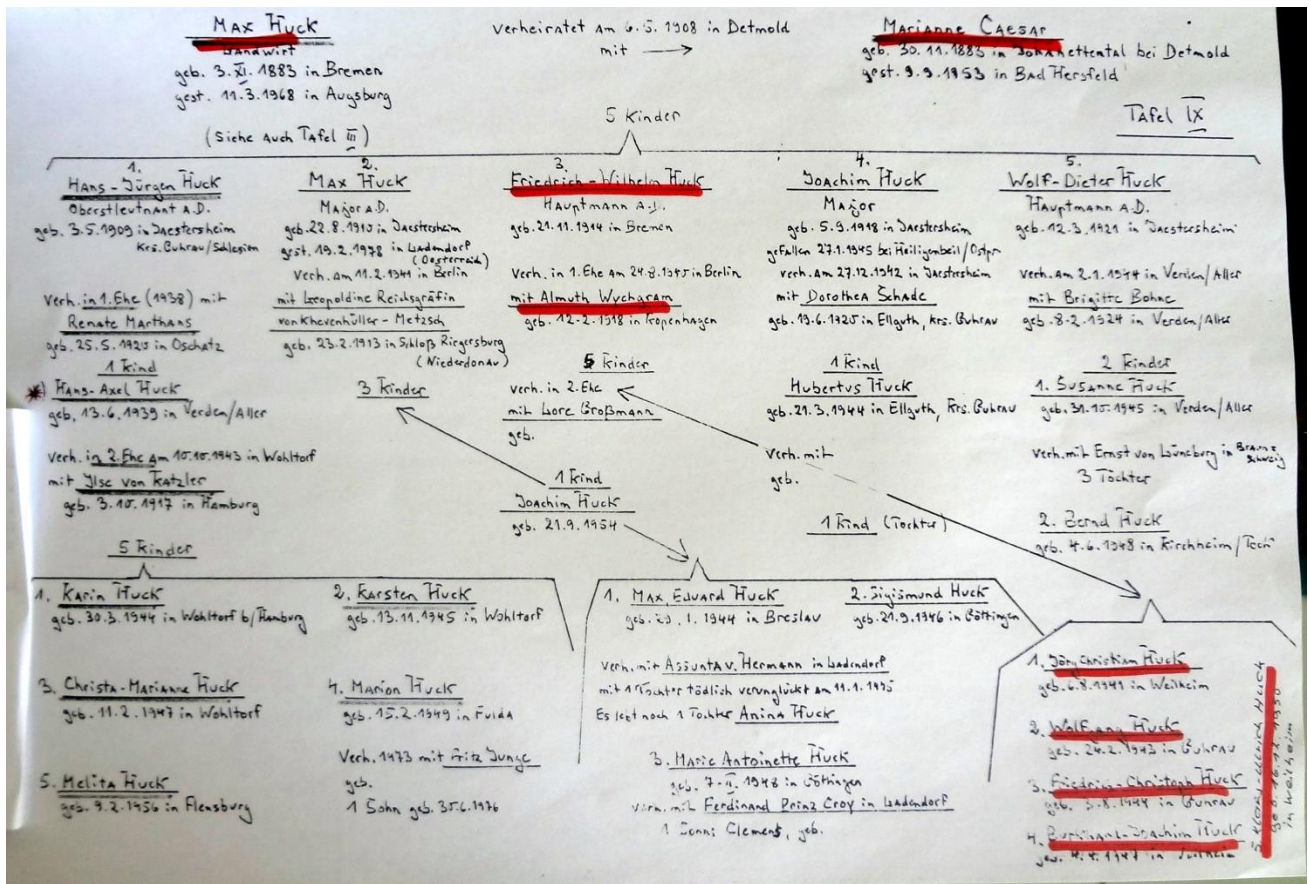 Max Huck
Landwirt
geb. 3.XI.1883 in Bremen
gest. 11.3.1968 in Augsburg
verheiratet am 6.5.1908 in Detmold
mit
Marianne Caesar
geb. 30.11.1883 in Johannettental bei Detmold
gest. 9.9.1953 in Bad Hersfeld
Tafel IX
(Siehe auch Tafel III)
5 Kinder
1.
Hans-Jürgen Huck
Oberstleutnant A.D.
geb. 3.5.1909 in Jaestersheim
Krs. Guhrau/Schlesien
verh. in 1. Ehe (1938) mit
Renate Marthans
geb. 25.5.1920 in Oschatz
1 Kind
*) Hans-Axel Huck
geb. 13.6.1939 in Verden/Aller
verh. in 2. Ehe am 10.10.1943 in Wohltorf
mit Ilse von Katzler
geb. 3.10.1917 in Hamburg
5 Kinder
2.
Max Huck
Major A.D.
geb. 22.8.1910 in Jaestersheim
gest. 19.2.1978 in Ladendorf
(Oesterreich)
verh. am 11.2.1941 in Berlin
mit Leopoldine Reichsgräfin
von Khevenhüller-Metzsch
geb. 23.2.1913 in Schloß Riegersburg
(Niederdonau)
3 Kinder
3.
Friedrich-Wilhelm Huck
Hauptmann A.D.
geb. 21.11.1914 in Bremen
verh. in 1. Ehe am 24.8.1940 in Berlin
mit Almuth Wychgram
geb. 12.2.1918 in Kopenhagen
5 Kinder
verh. in 2. Ehe
mit Lore Großmann
geb.
1 Kind
Joachim Huck
geb. 21.9.1954
4.
Joachim Huck
Major
geb. 5.9.1918 in Jaestersheim
gefallen 27.1.1945 bei Heiligenbeil/Ostpr
verh. am 27.12.1942 in Jaestersheim
mit Dorothea Schade
geb. 19.6.1920 in Ellguth, Krs. Guhrau
1 Kind
Hubertus Huck
geb. 21.3.1944 in Ellguth, Krs. Guhrau
verh. mit
geb.
1 Kind (Tochter)
5.
Wolf-Dieter Huck
Hauptmann A.D.
geb. 12.3.1921 in Jaestersheim
verh. am 2.1.1944 in Verden/Aller
mit Brigitte Bohne
geb. 8.2.1924 in Verden/Aller
2 Kinder
1. Susanne Huck
geb. 31.10.1945 in Verden/Aller
verh. mit Ernst von Lüneburg in Braunschweig
3 Töchter
2. Bernd Huck
geb. 4.6.1948 in Kirchheim/Teck
1. Karin Huck
geb. 30.3.1944 in Wohltorf b/Hamburg
2. Karsten Huck
geb. 13.11.1945 in Wohltorf
3. Christa-Marianne Huck
geb. 11.2.1947 in Wohltorf
4. Marion Huck
geb. 15.2.1949 in Fulda
Verh. 1973 mit Fritz Junge
geb.
1 Sohn geb. 30.6.1976
5. Melita Huck
geb. 9.2.1956 in Flensburg
1. Max Eduard Huck
geb. 1.1944 in Breslau
verh. mit Assunta v. Hermann in Ladendorf
mit 1 Tochter tödlich verunglückt am 11.1.1975
Es lebt noch 1 Tochter Anina Huck
2. Sigismund Huck
geb. 21.9.1946 in Göttingen
3. Marie Antoinette Huck
geb. 7.II.1948 in Göttingen
verh. mit Ferdinand Prinz Croy in Ladendorf
1 Clemens, geb.
1. Jörg Christian Huck
geb. 6.8.1941 in Weilheim
2. Wolfgang Huck
geb. 24.2.1943 in Guhrau
3. Friedrich-Christoph Huck
geb. 3.8.1944 in Guhrau
4. Burkhard-Joachim Huck
geb. 4.4.1947 in Weilheim
5. Huck
geb. 16.12.1950
in Weilheim